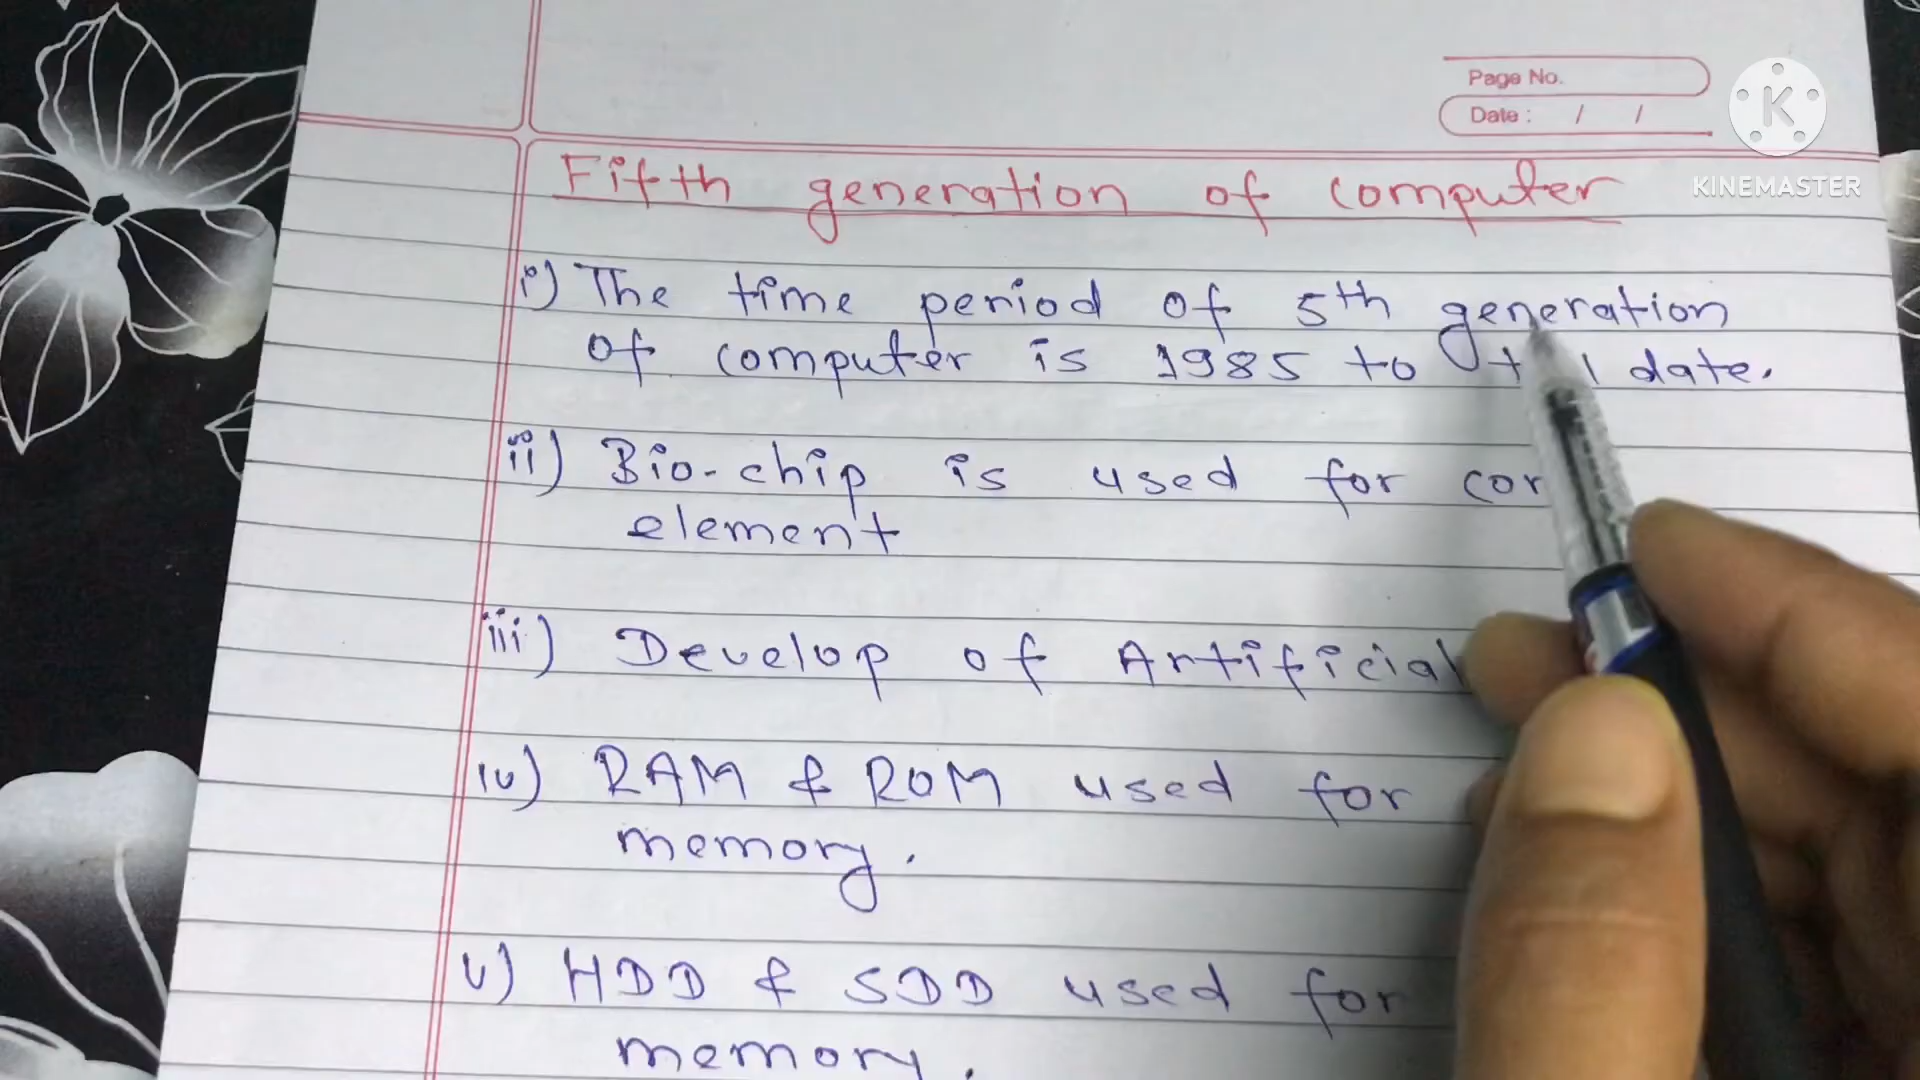 Page No.
Date : / /
KINEMASTER
Fifth generation of computer
i) The time period of 5th generation
of computer is 1985 to date.
ii) Bio-chip is used for
element
iii) Develop of Artificial
iv) RAM & ROM used for
memory.
v) HDD & SDD used for
memory.